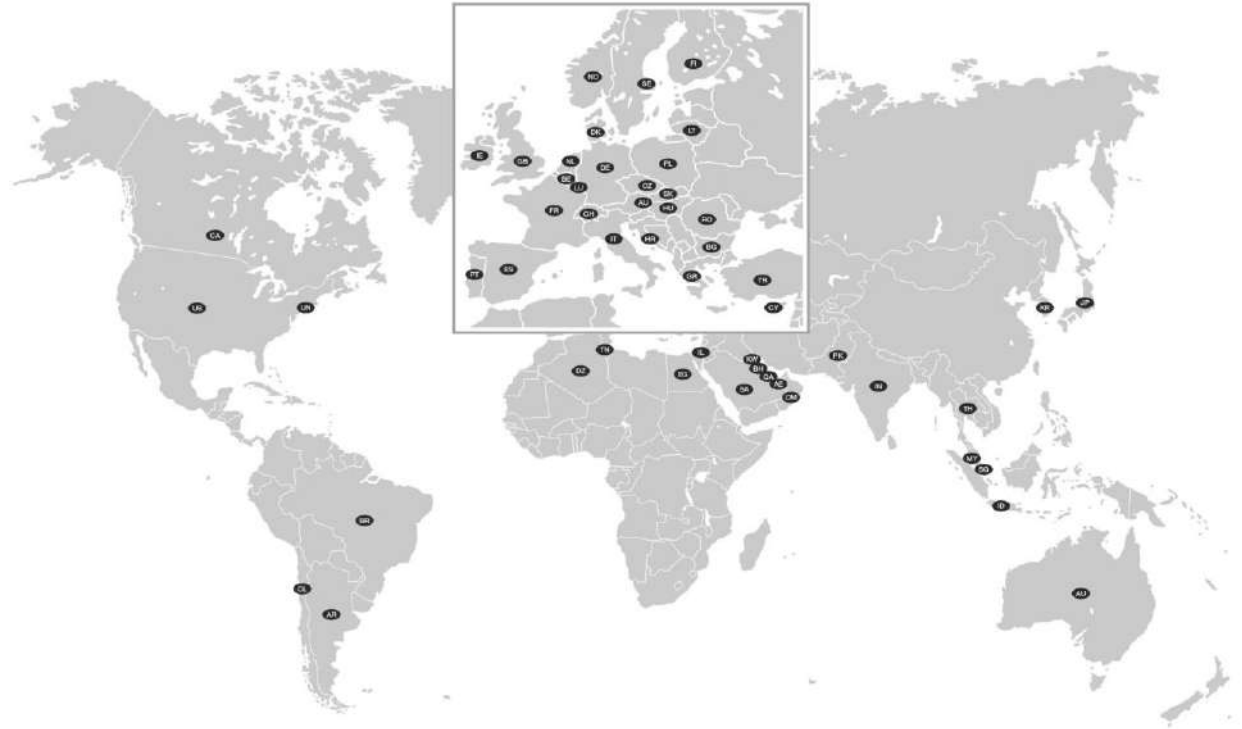 FI
NO
SE
LT
DK
IE
GB
NL
DE
PL
BE
LU
CZ
SK
AU
HU
FR
CH
RO
IT
HR
BG
PT
ES
GR
TR
CY
CA
US
UN
KR
JP
TN
IL
DZ
EG
KW
BH
QA
AE
SA
OM
PK
IN
TH
MY
SG
ID
BR
CL
AR
AU